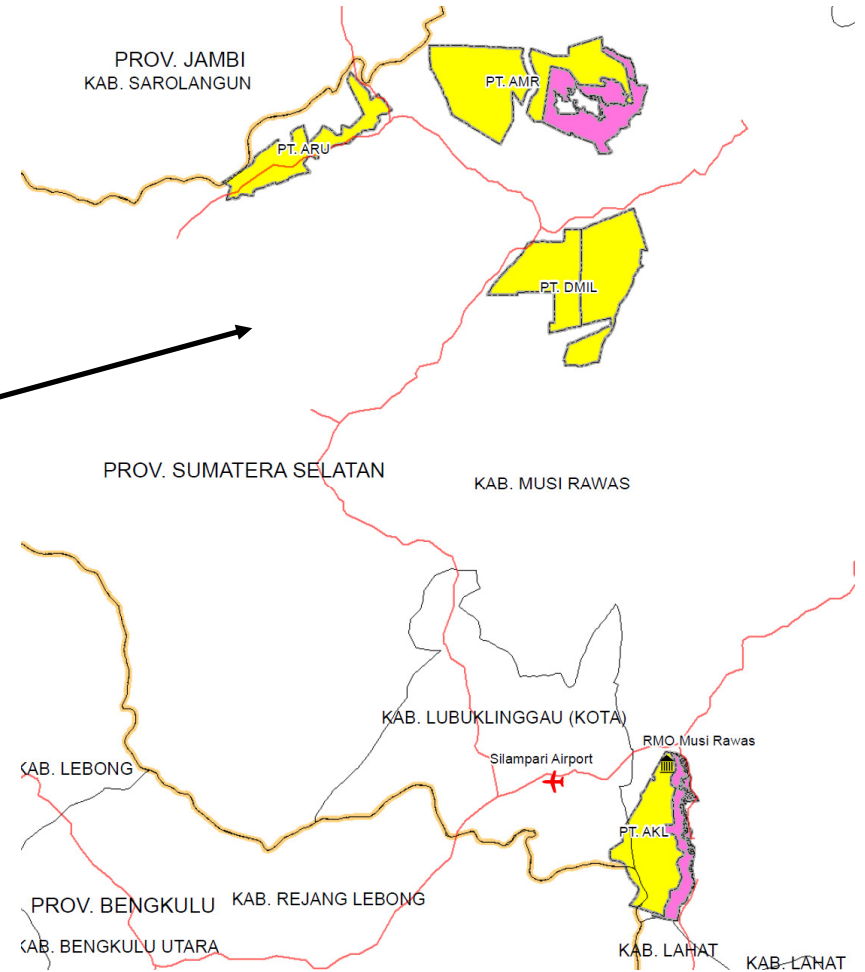 PROV. JAMBI
KAB. SAROLANGUN
PT. AMR
PT. ARU
PT. DMIL
PROV. SUMATERA SELATAN
KAB. MUSI RAWAS
KAB. LUBUKLINGGAU (KOTA)
RMO Musi Rawas
Silampari Airport
KAB. LEBONG
PT. AKL
KAB. REJANG LEBONG
PROV. BENGKULU
KAB. BENGKULU UTARA
KAB. LAHAT
KAB. LAHAT